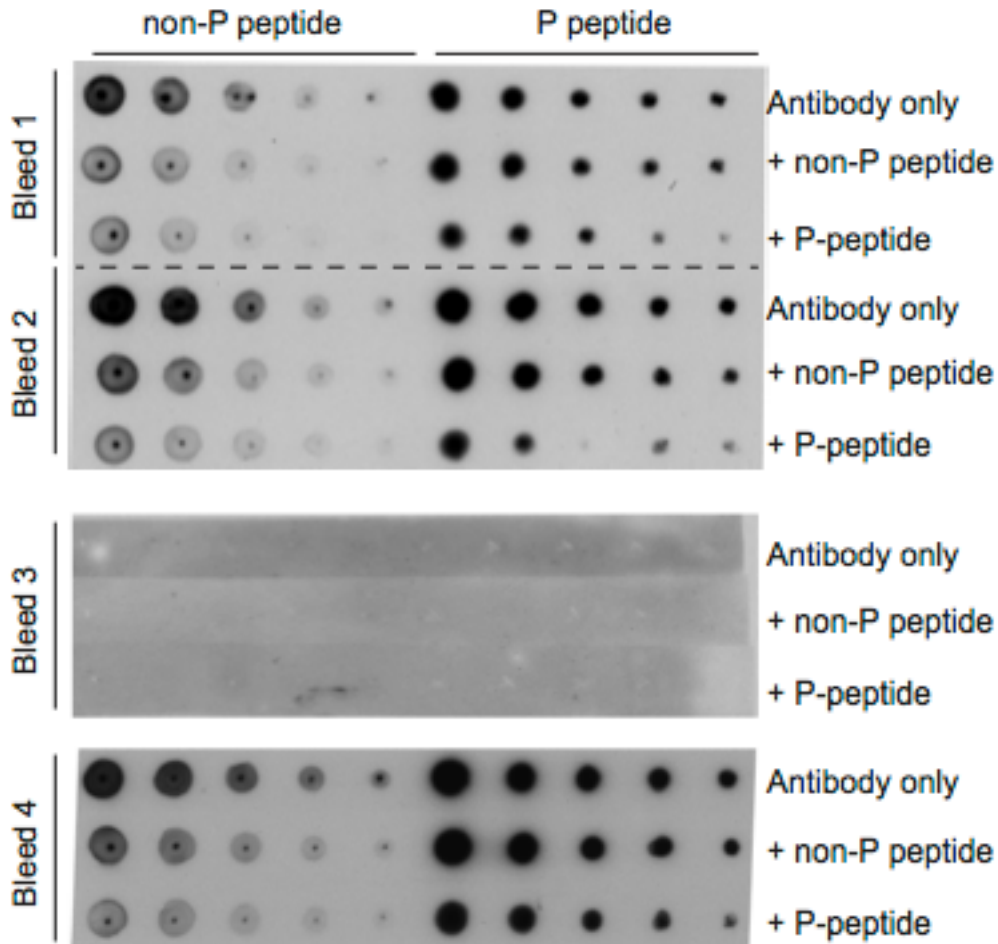 non-P peptide P peptide
Bleed 1
Antibody only
+ non-P peptide
+ P-peptide
Bleed 2
Antibody only
+ non-P peptide
+ P-peptide
Bleed 3
Antibody only
+ non-P peptide
+ P-peptide
Bleed 4
Antibody only
+ non-P peptide
+ P-peptide